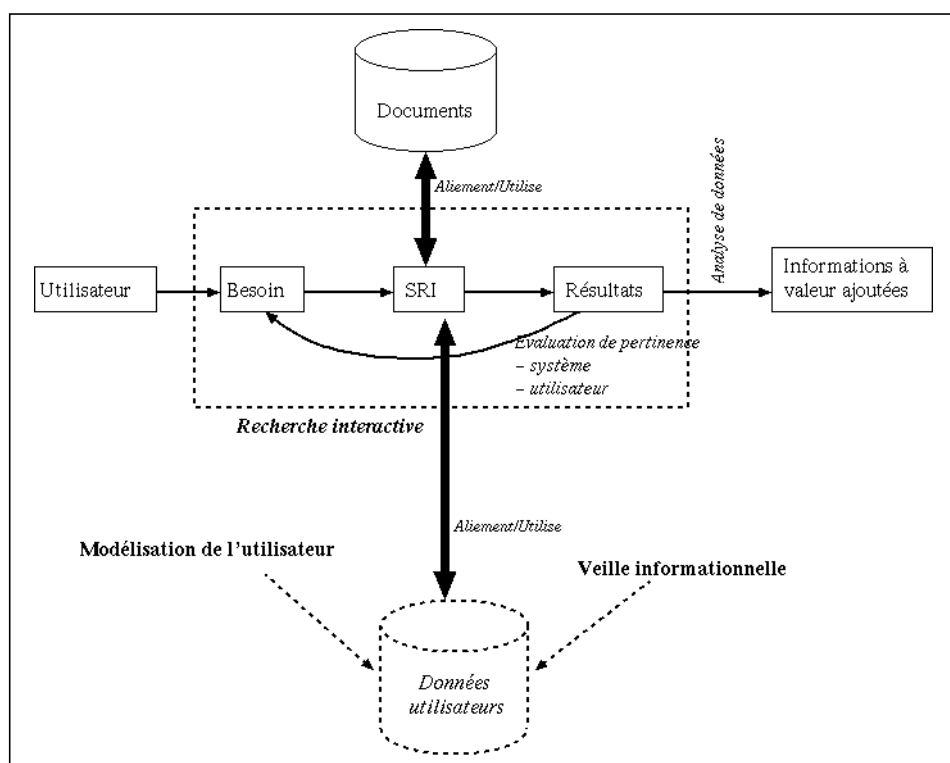 Documents
Aliement/Utilise
Analyse de données
Utilisateur
Besoin
SRI
Résultats
Informations à
valeur ajoutées
Evaluation de pertinence
– système
– utilisateur
Recherche interactive
Aliement/Utilise
Modélisation de l'utilisateur
Veille informationnelle
Données
utilisateurs